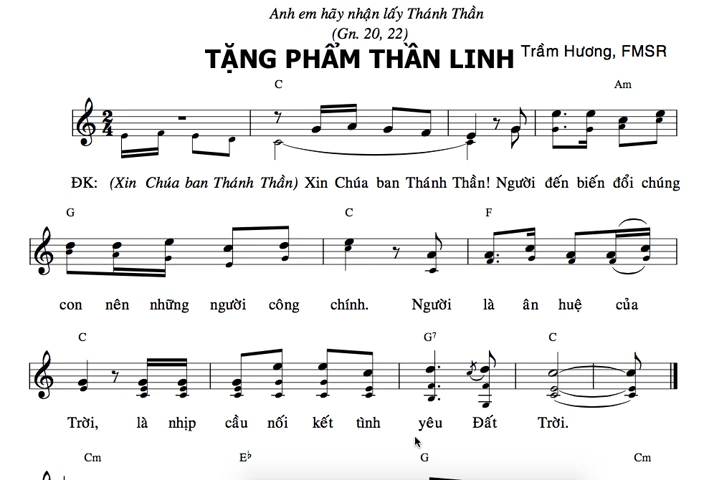 Anh em hãy nhận lấy Thánh Thần
(Gn. 20, 22)
TẶNG PHẨM THẦN LINH
Trầm Hương, FMSR
C Am
2 4
ĐK: (Xin Chúa ban Thánh Thần) Xin Chúa ban Thánh Thần! Người đến biến đổi chúng
G C F
con nên những người công chính. Người là ân huệ của
C G7 C
Trời, là nhịp cầu nối kết tình yêu Đất Trời.
Cm Eb G Cm